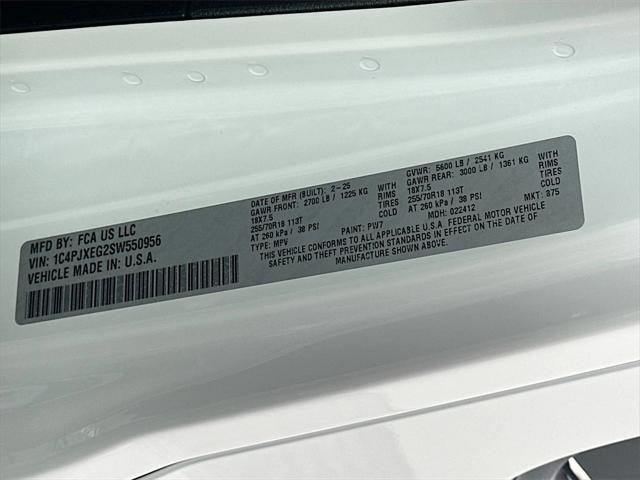 MFD BY: FCA US LLC
VIN: 1C4PJXEG2SW550956
VEHICLE MADE IN U.S.A.
DATE OF MFR (BUILT): 2-25
GAWR FRONT: 2700 LB / 1225 KG WITH
18X7.5 RIMS
255/70R18 113T TIRES
AT 260 kPa / 38 PSI COLD
TYPE: MPV PAINT: PW7
GVWR: 5600 LB / 2541 KG
GAWR REAR: 3000 LB / 1361 KG WITH
18X7.5 RIMS
255/70R18 113T TIRES
AT 260 kPa / 38 PSI COLD
MDH: 022412 MKT: 875
THIS VEHICLE CONFORMS TO ALL APPLICABLE U.S.A. FEDERAL MOTOR VEHICLE
SAFETY AND THEFT PREVENTION STANDARDS IN EFFECT ON THE DATE OF
MANUFACTURE SHOWN ABOVE.